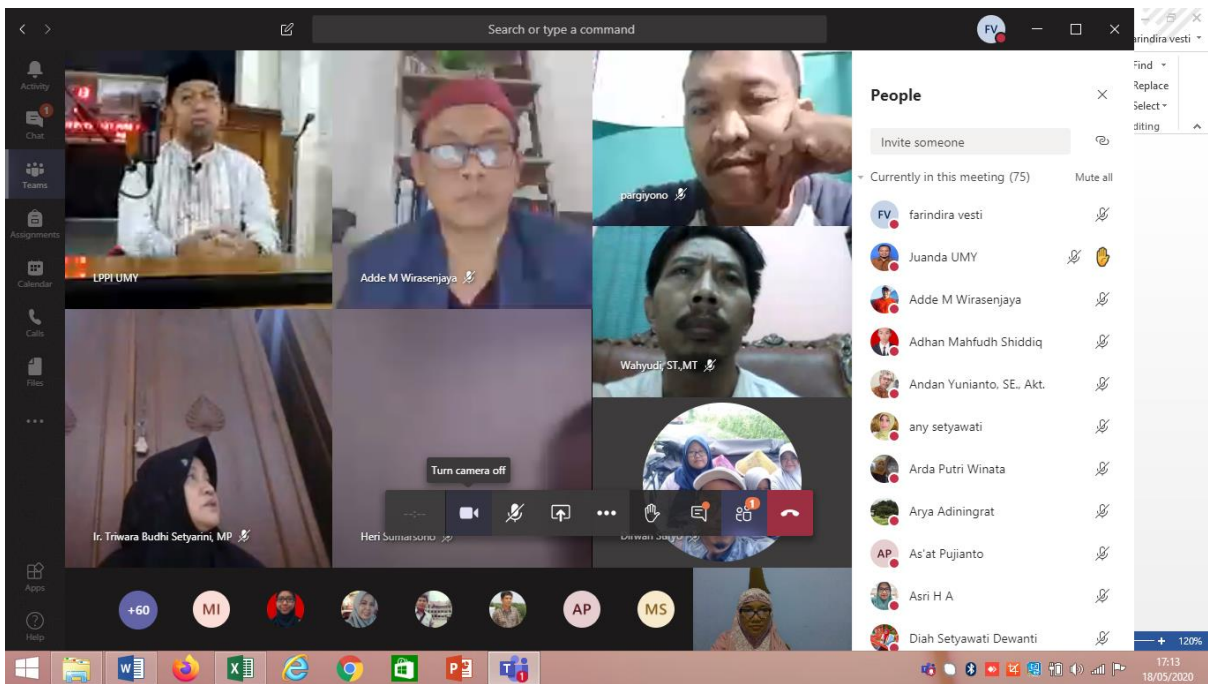 Search or type a command
FV
arindira vesti
Activity
1
Chat
Teams
Assignments
Calendar
Calls
Files
Apps
Help
LPPI UMY
Adde M Wirasenjaya
pargiyono
Wahyudi, ST.,MT
Ir. Triwara Budhi Setyarini, MP
Heri Sumarsono
Turn camera off
--:--
1
+60
MI
AP
MS
People
Invite someone
Currently in this meeting (75)
Mute all
FV farindira vesti
Juanda UMY
Adde M Wirasenjaya
Adhan Mahfudh Shiddiq
Andan Yunianto, SE., Akt.
any setyawati
Arda Putri Winata
Arya Adiningrat
AP As'at Pujianto
Asri H A
Diah Setyawati Dewanti
Find
Replace
Select
diting
120%
17:13
18/05/2020